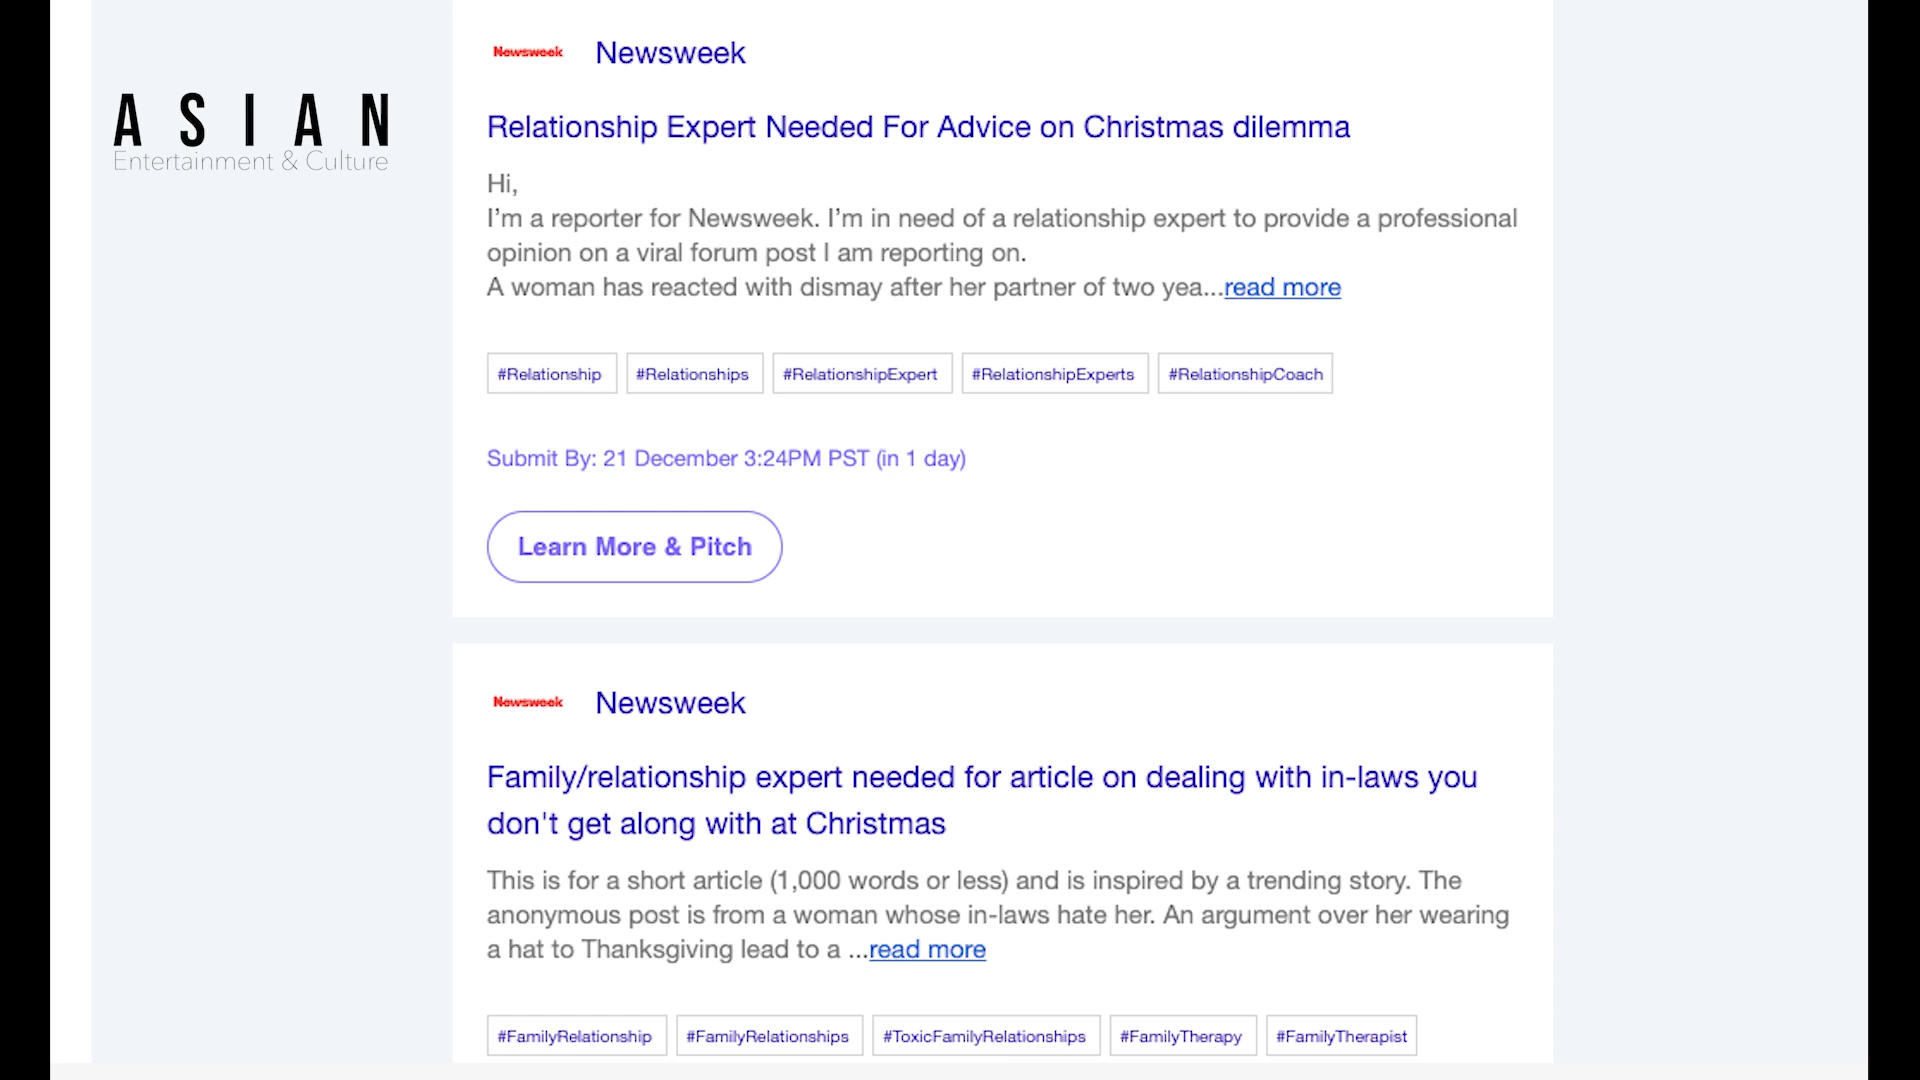 Newsweek Newsweek
ASIAN
Entertainment & Culture
Relationship Expert Needed For Advice on Christmas dilemma
Hi,
I’m a reporter for Newsweek. I’m in need of a relationship expert to provide a professional
opinion on a viral forum post I am reporting on.
A woman has reacted with dismay after her partner of two yea...read more
#Relationship #Relationships #RelationshipExpert #RelationshipExperts #RelationshipCoach
Submit By: 21 December 3:24PM PST (in 1 day)
Learn More & Pitch
Newsweek Newsweek
Family/relationship expert needed for article on dealing with in-laws you
don't get along with at Christmas
This is for a short article (1,000 words or less) and is inspired by a trending story. The
anonymous post is from a woman whose in-laws hate her. An argument over her wearing
a hat to Thanksgiving lead to a ...read more
#FamilyRelationship #FamilyRelationships #ToxicFamilyRelationships #FamilyTherapy #FamilyTherapist